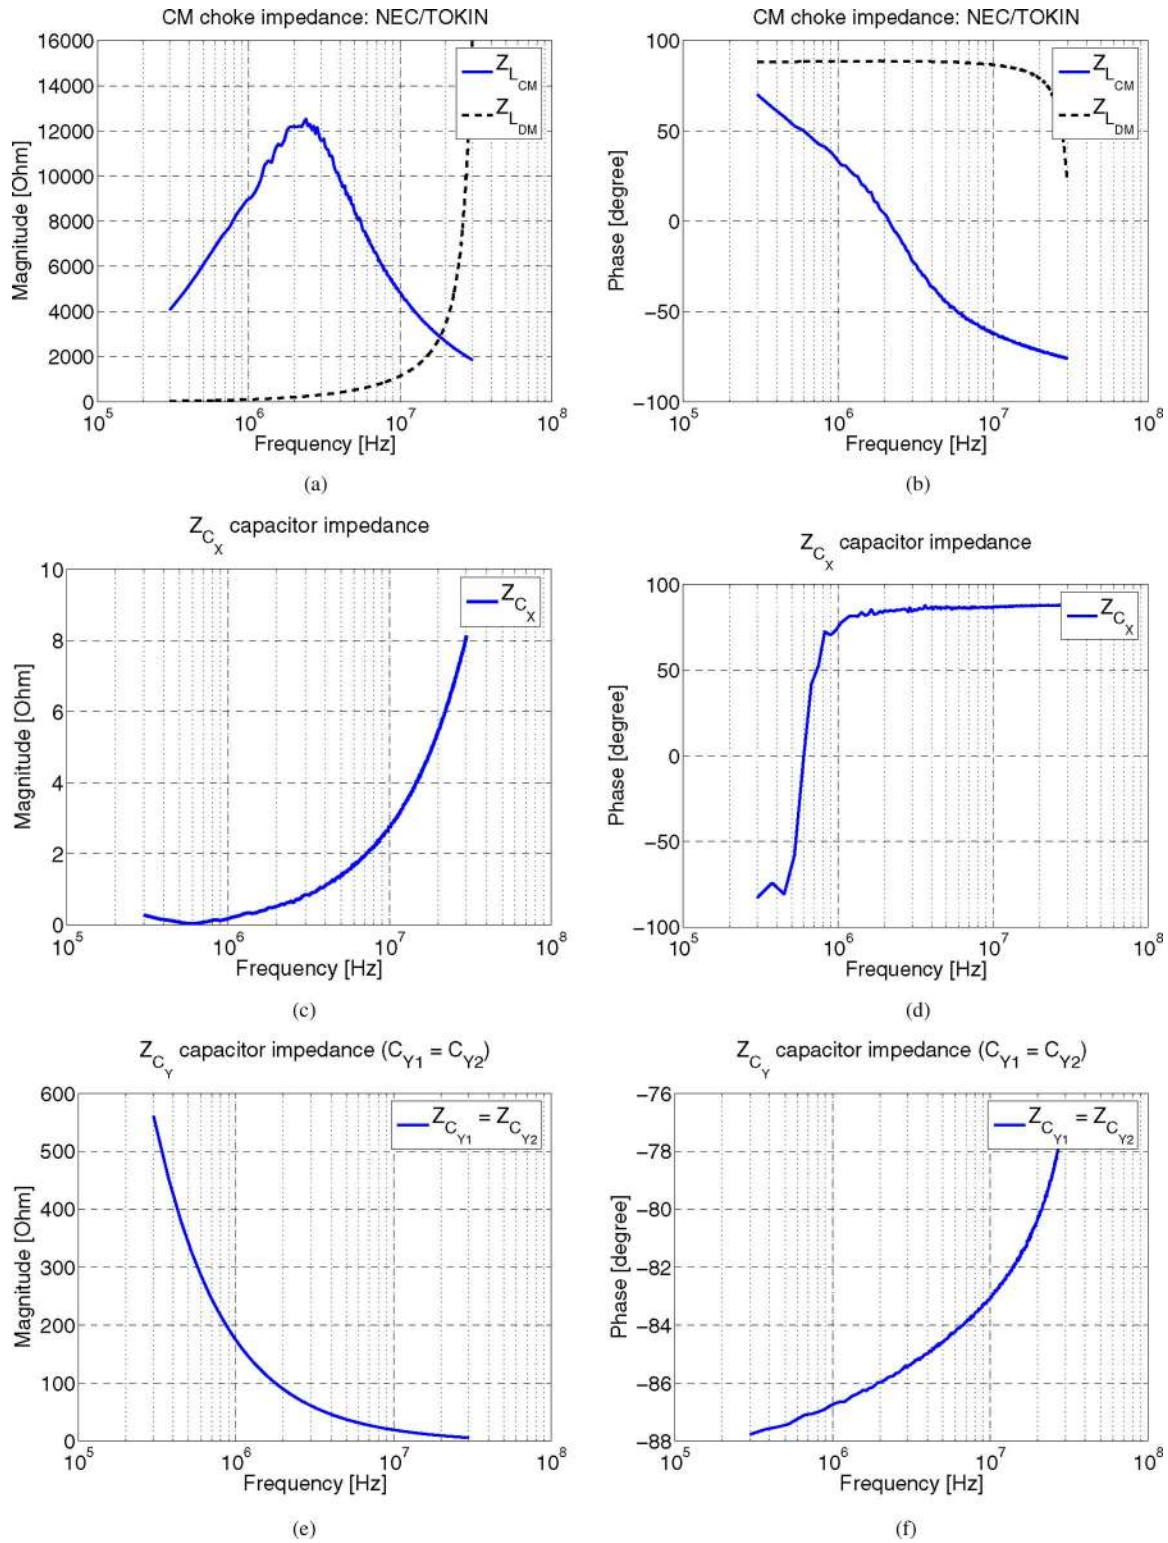 CM choke impedance: NEC/TOKIN
16000
14000
12000
10000
8000
6000
4000
2000
0
Magnitude [Ohm]
Z_L_CM
Z_L_DM
10^5
10^6
10^7
10^8
Frequency [Hz]
(a)
CM choke impedance: NEC/TOKIN
100
50
0
−50
−100
Phase [degree]
Z_L_CM
Z_L_DM
10^5
10^6
10^7
10^8
Frequency [Hz]
(b)
Z_C_X capacitor impedance
10
8
6
4
2
0
Magnitude [Ohm]
Z_C_X
10^5
10^6
10^7
10^8
Frequency [Hz]
(c)
Z_C_X capacitor impedance
100
50
0
−50
−100
Phase [degree]
Z_C_X
10^5
10^6
10^7
10^8
Frequency [Hz]
(d)
Z_C_Y capacitor impedance (C_Y1 = C_Y2)
600
500
400
300
200
100
0
Magnitude [Ohm]
Z_C_Y1 = Z_C_Y2
10^5
10^6
10^7
10^8
Frequency [Hz]
(e)
Z_C_Y capacitor impedance (C_Y1 = C_Y2)
−76
−78
−80
−82
−84
−86
−88
Phase [degree]
Z_C_Y1 = Z_C_Y2
10^5
10^6
10^7
10^8
Frequency [Hz]
(f)